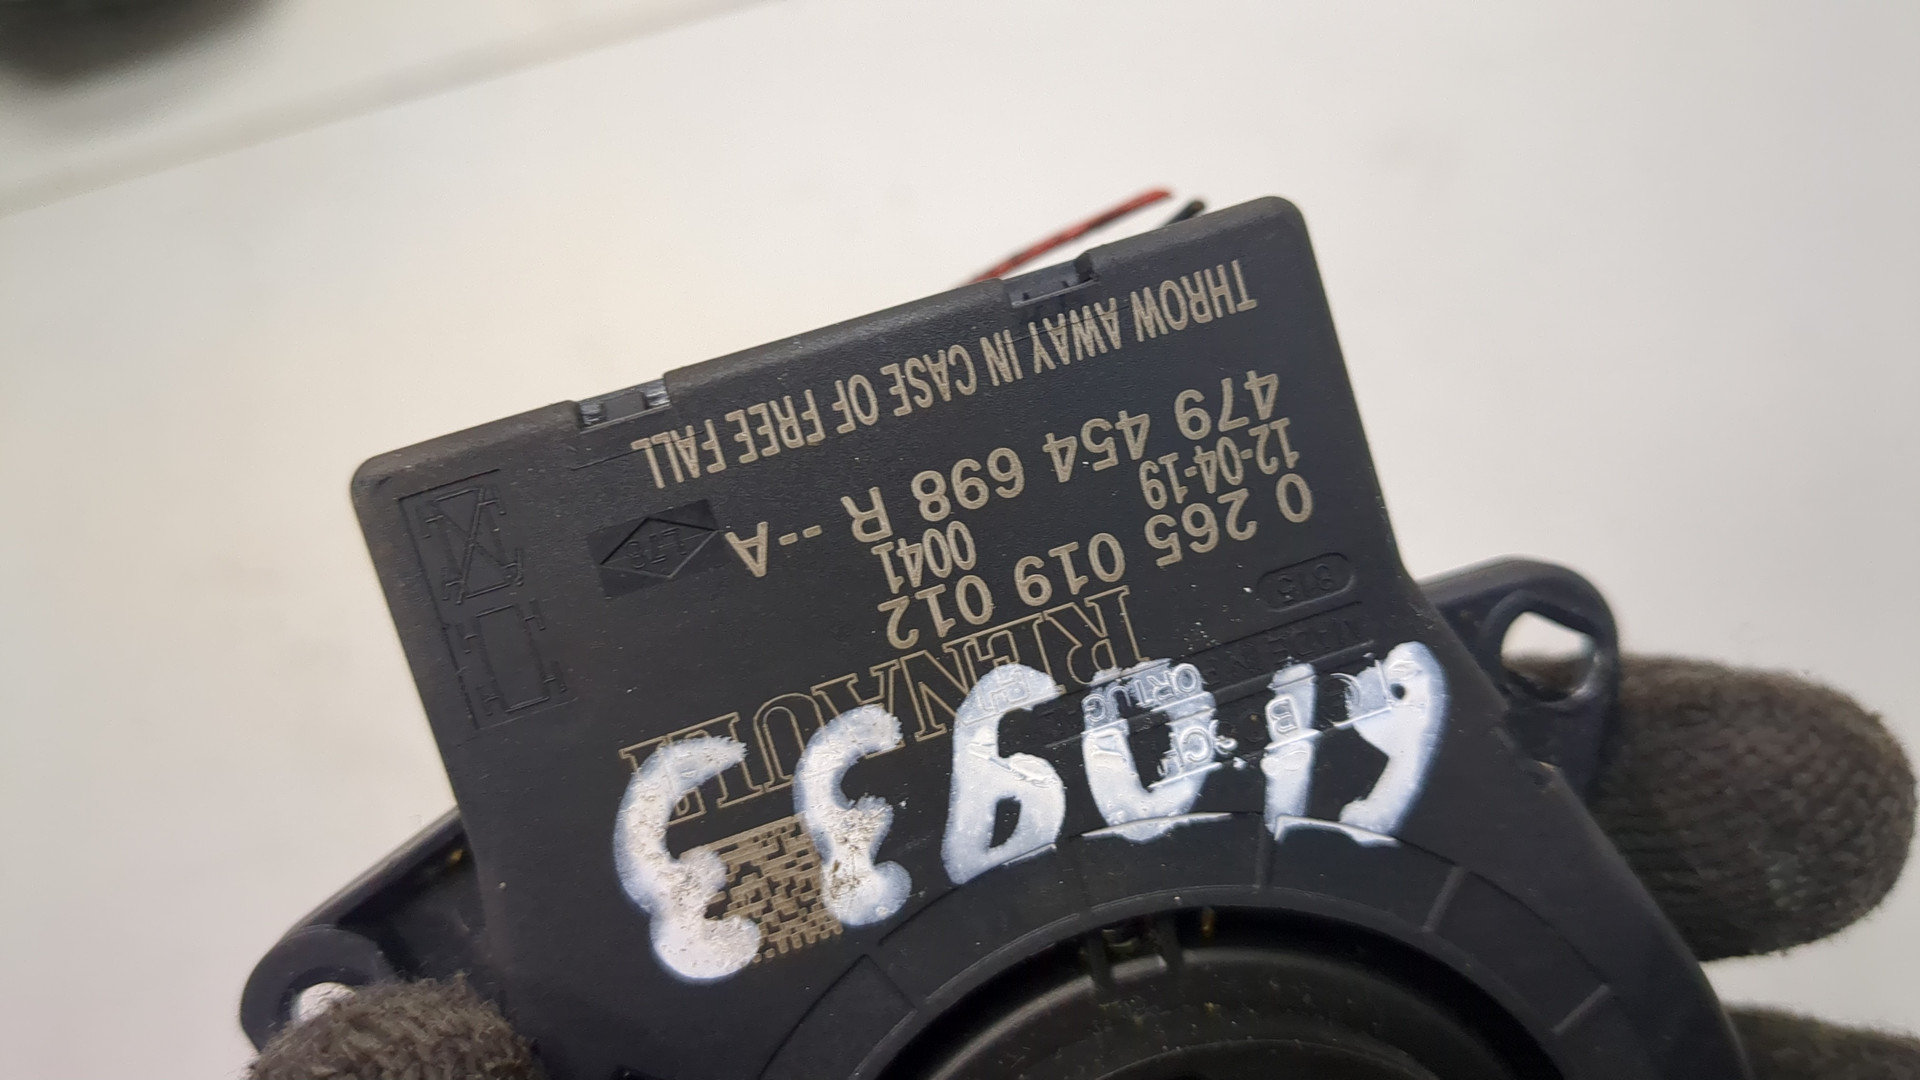 610933
RENAULT
0 265 019 012
12-04-19 0041
479 454 698 R --A
THROW AWAY IN CASE OF FREE FALL